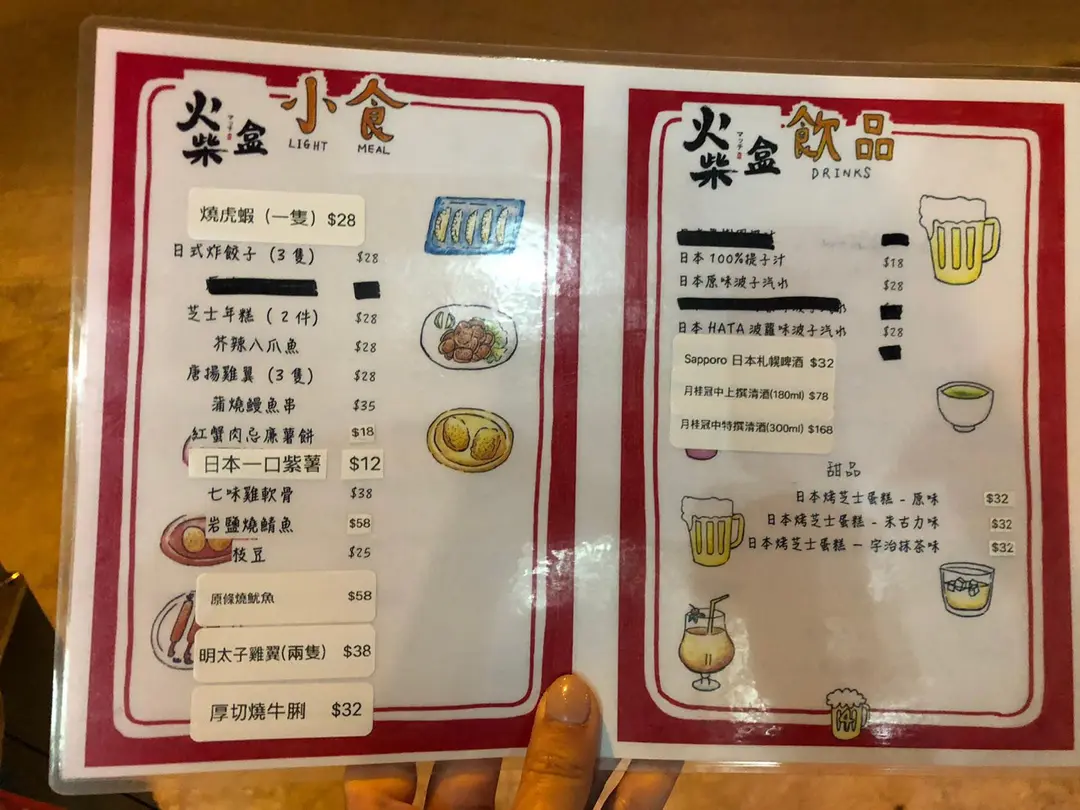 火柴盒 小食
マッチ
LIGHT MEAL
燒虎蝦（一隻） $28
日式炸餃子（3隻） $28
芝士年糕（2件） $28
芥辣八爪魚 $28
唐揚雞翼（3隻） $28
蒲燒鰻魚串 $35
紅蟹肉忌廉薯餅 $18
日本一口紫薯 $12
七味雞軟骨 $38
岩鹽燒鯖魚 $58
枝豆 $25
原條燒魷魚 $58
明太子雞翼(兩隻) $38
厚切燒牛脷 $32
火柴盒 飲品
マッチ
DRINKS
日本100%提子汁 $18
日本原味波子汽水 $28
日本HATA波蘿味波子汽水 $28
Sapporo 日本札幌啤酒 $32
月桂冠中上撰清酒(180ml) $78
月桂冠中特撰清酒(300ml) $168
甜品
日本烤芝士蛋糕 - 原味 $32
日本烤芝士蛋糕 - 朱古力味 $32
日本烤芝士蛋糕 - 宇治抹茶味 $32